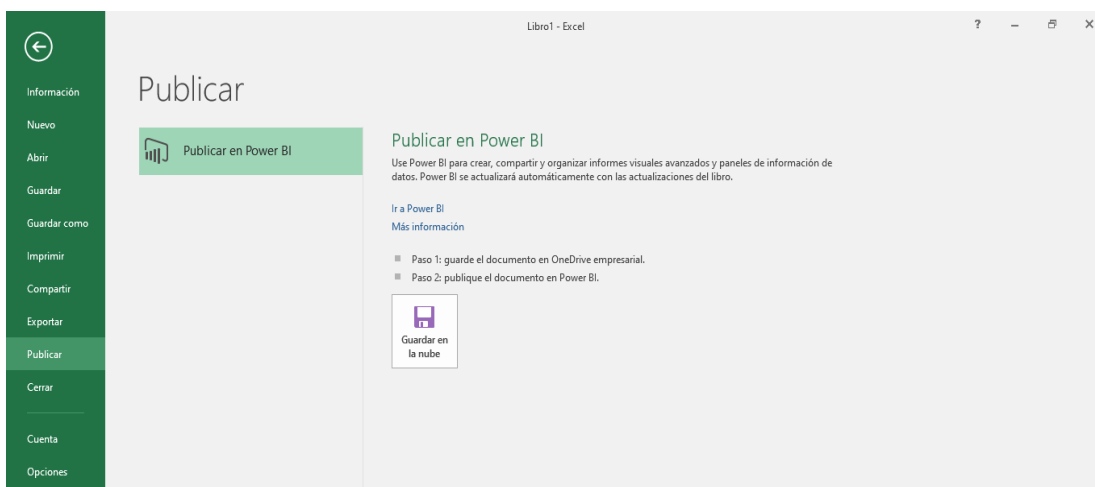 Libro1 - Excel
?
Información
Nuevo
Abrir
Guardar
Guardar como
Imprimir
Compartir
Exportar
Publicar
Cerrar
Cuenta
Opciones
Publicar
Publicar en Power BI
Publicar en Power BI
Use Power BI para crear, compartir y organizar informes visuales avanzados y paneles de información de
datos. Power BI se actualizará automáticamente con las actualizaciones del libro.
Ir a Power BI
Más información
Paso 1: guarde el documento en OneDrive empresarial.
Paso 2: publique el documento en Power BI.
Guardar en
la nube